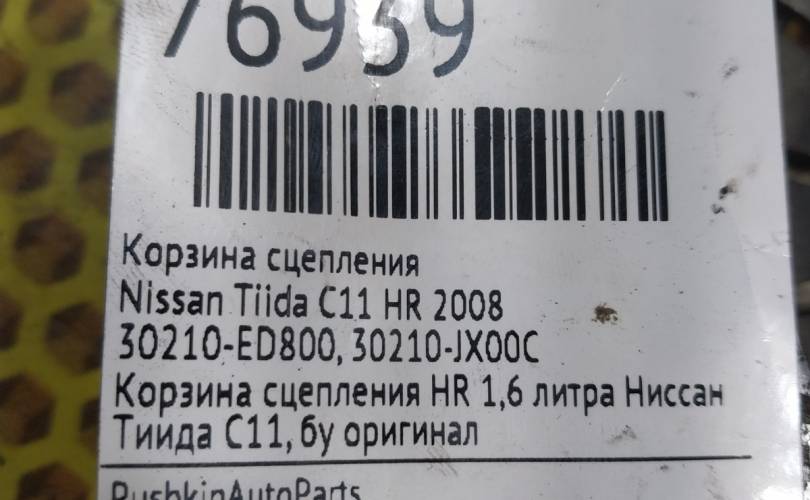 76939
Корзина сцепления
Nissan Tiida C11 HR 2008
30210-ED800, 30210-JX00C
Корзина сцепления HR 1,6 литра Ниссан
Тиида С11, бу оригинал
PushkinAutoParts